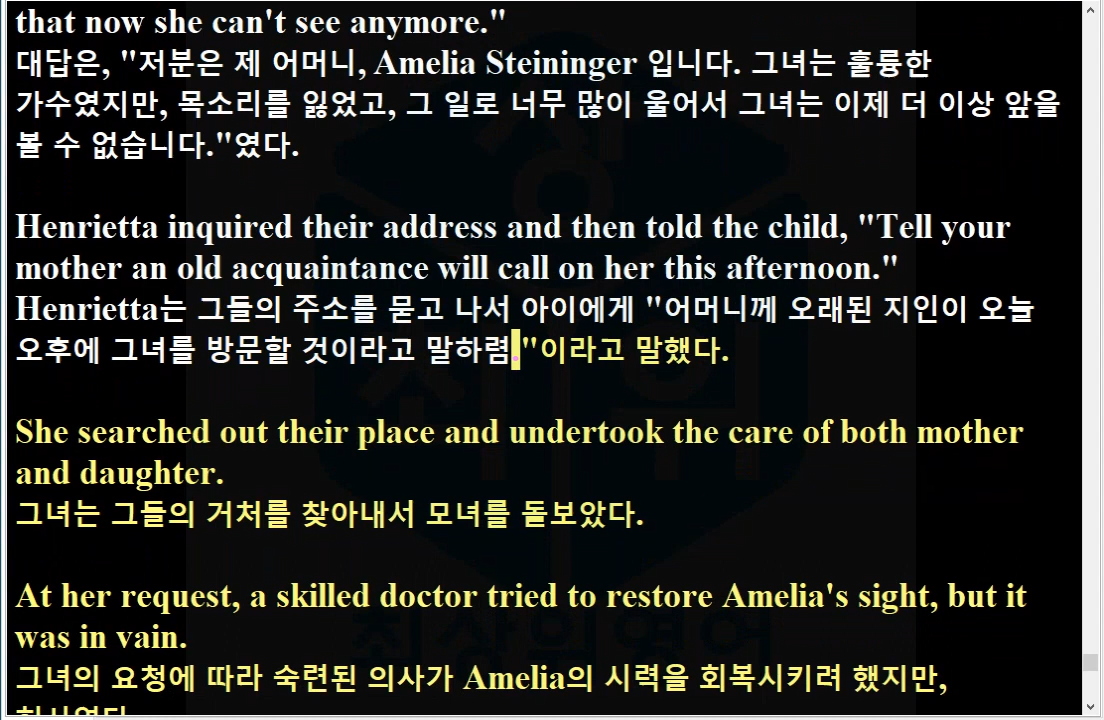 that now she can't see anymore."
대답은, "저분은 제 어머니, Amelia Steininger 입니다. 그녀는 훌륭한
가수였지만, 목소리를 잃었고, 그 일로 너무 많이 울어서 그녀는 이제 더 이상 앞을
볼 수 없습니다."였다.
Henrietta inquired their address and then told the child, "Tell your
mother an old acquaintance will call on her this afternoon."
Henrietta는 그들의 주소를 묻고 나서 아이에게 "어머니께 오래된 지인이 오늘
오후에 그녀를 방문할 것이라고 말하렴."이라고 말했다.
She searched out their place and undertook the care of both mother
and daughter.
그녀는 그들의 거처를 찾아내서 모녀를 돌보았다.
At her request, a skilled doctor tried to restore Amelia's sight, but it
was in vain.
그녀의 요청에 따라 숙련된 의사가 Amelia의 시력을 회복시키려 했지만,
최상위영어